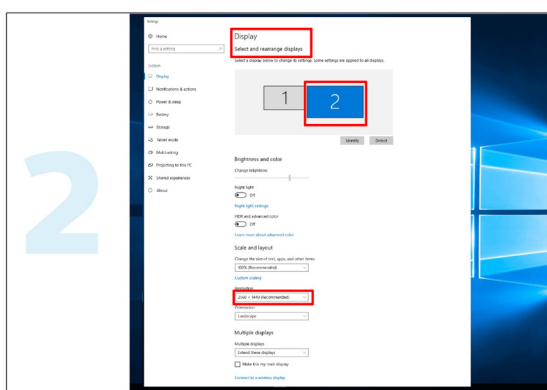 2
Settings
Home
Find a setting
System
Display
Notifications & actions
Power & sleep
Battery
Storage
Tablet mode
Multitasking
Projecting to this PC
Shared experiences
About
Display
Select and rearrange displays
Select a display below to change its settings. Some settings are applied to all displays.
1
2
Identify
Detect
Brightness and color
Change brightness
Night light
Off
Night light settings
HDR and advanced color
Off
Learn more about advanced color
Scale and layout
Change the size of text, apps, and other items
100% (Recommended)
Custom scaling
Resolution
2560 × 1440 (Recommended)
Orientation
Landscape
Multiple displays
Multiple displays
Extend these displays
Make this my main display
Connect to a wireless display